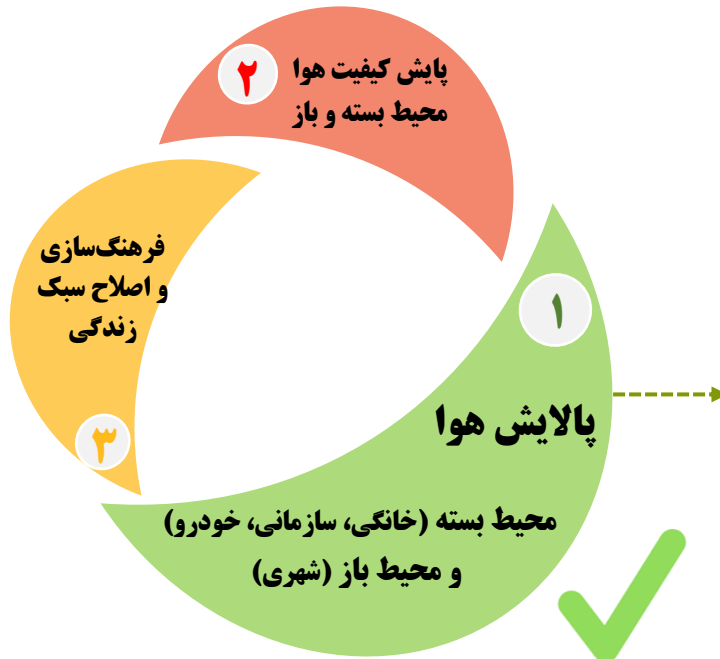 ۱
پالایش هوا
محیط بسته (خانگی، سازمانی، خودرو)
و محیط باز (شهری)
۲
پایش کیفیت هوا
محیط بسته و باز
فرهنگ‌سازی
و اصلاح سبک
زندگی
۳